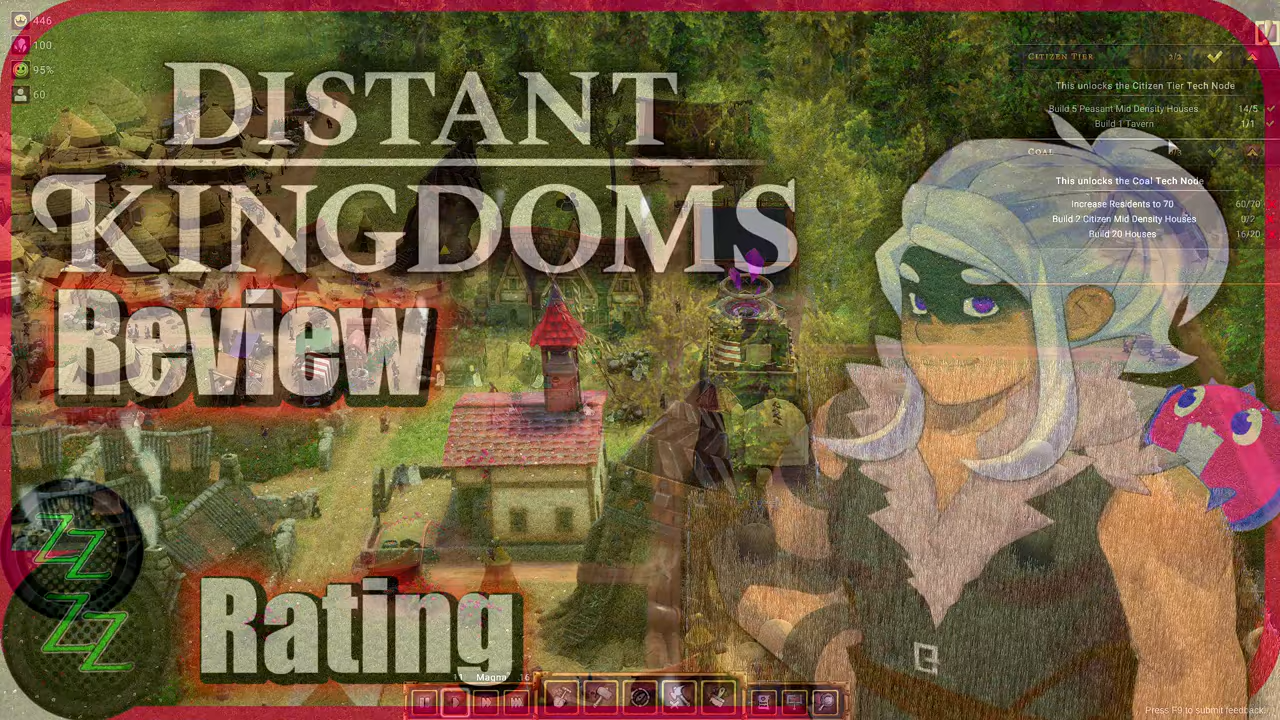 446
100
95%
60
DISTANT
KINGDOMS
Review
Rating
CITIZEN TIER
This unlocks the Citizen Tier Tech Node
Build 5 Peasant Mid Density Houses 14/5
Build 1 Tavern 1/1
COAL
This unlocks the Coal Tech Node
Increase Residents to 70 60/70
Build 2 Citizen Mid Density Houses 0/2
Build 20 Houses 16/20
11 Magna 16
Press F9 to submit feedback